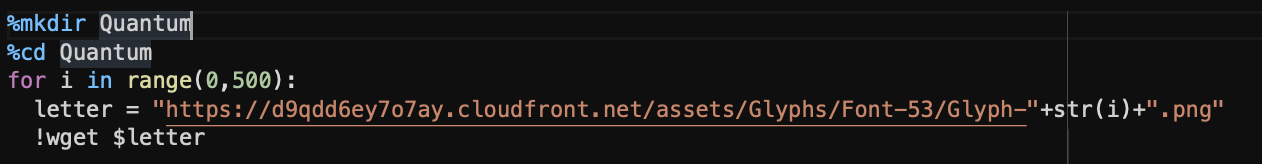 %mkdir Quantum
%cd Quantum
for i in range(0,500):
  letter = "https://d9qdd6ey7o7ay.cloudfront.net/assets/Glyphs/Font-53/Glyph-"+str(i)+".png"
  !wget $letter